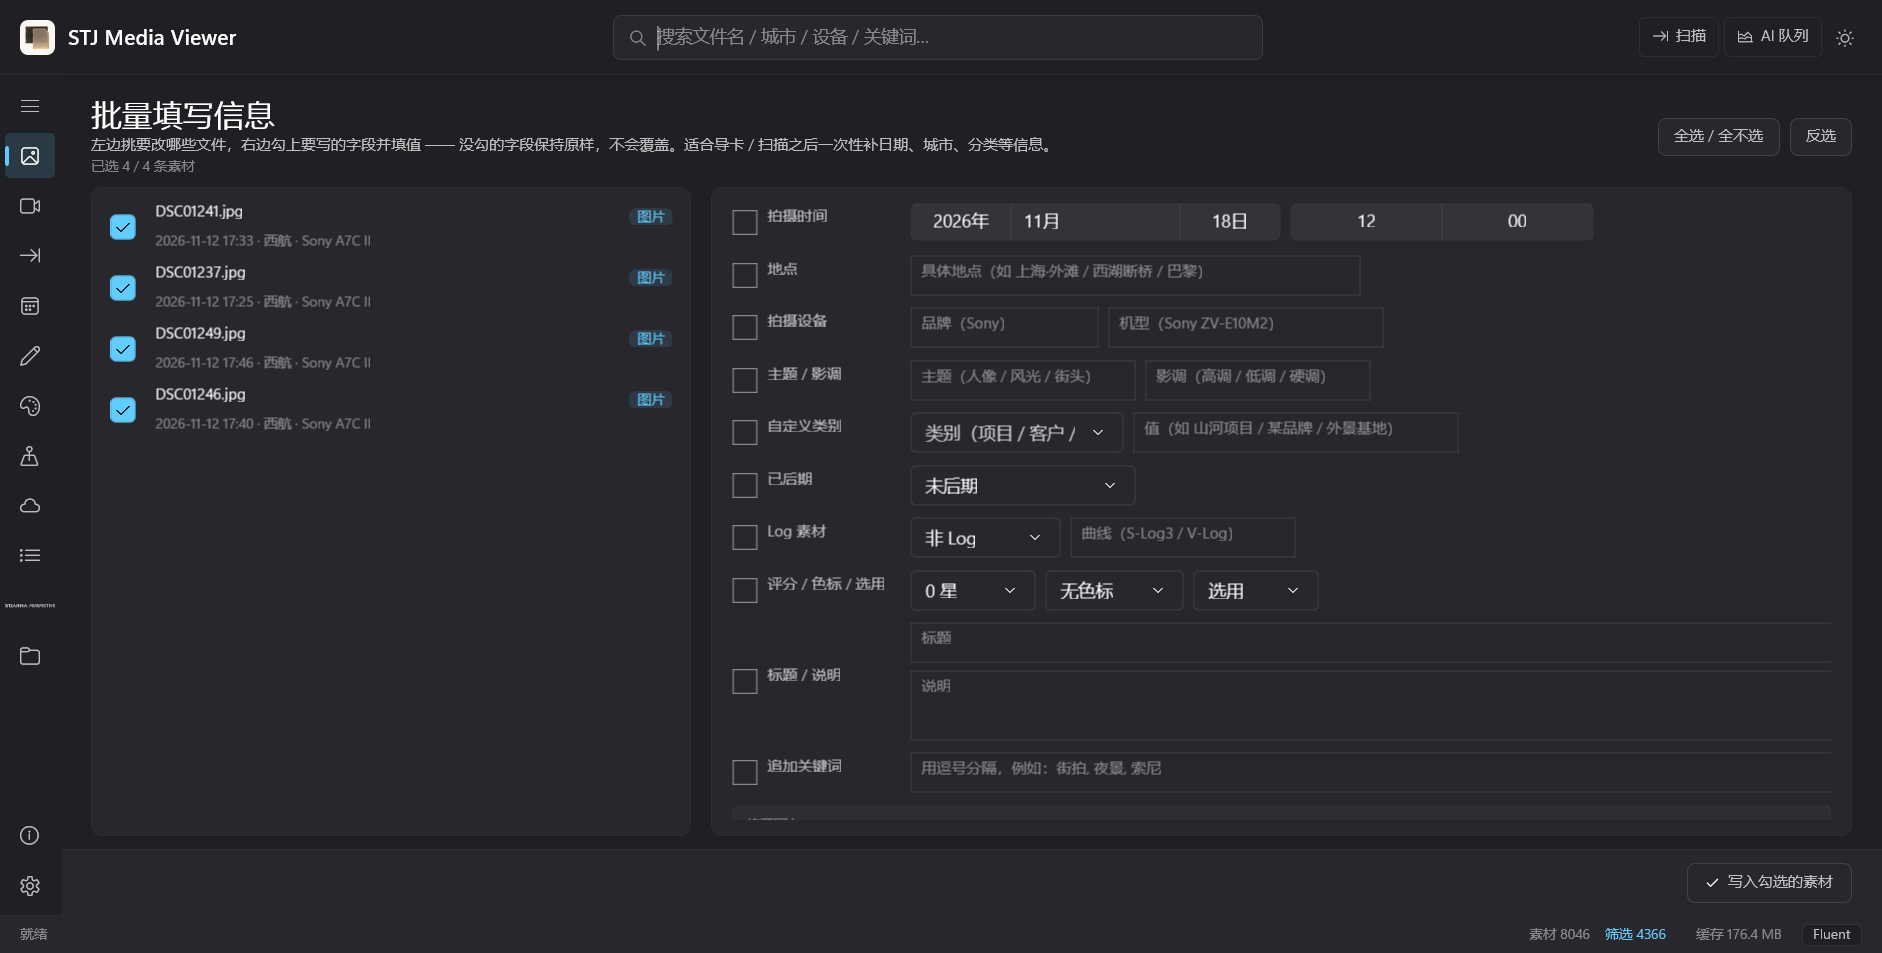 STJ Media Viewer
搜索文件名 / 城市 / 设备 / 关键词...
扫描
AI 队列
批量填写信息
左边挑要改哪些文件，右边勾上要写的字段并填值 —— 没勾的字段保持原样，不会覆盖。适合导卡 / 扫描之后一次性补日期、城市、分类等信息。
已选 4 / 4 条素材
全选 / 全不选
反选
DSC01241.jpg
图片
2026-11-12 17:33 · 西航 · Sony A7C II
DSC01237.jpg
图片
2026-11-12 17:25 · 西航 · Sony A7C II
DSC01249.jpg
图片
2026-11-12 17:46 · 西航 · Sony A7C II
DSC01246.jpg
图片
2026-11-12 17:40 · 西航 · Sony A7C II
拍摄时间
2026年 11月 18日 12 00
地点
具体地点（如 上海·外滩 / 西湖断桥 / 巴黎）
拍摄设备
品牌（Sony）
机型（Sony ZV-E10M2）
主题 / 影调
主题（人像 / 风光 / 街头）
影调（高调 / 低调 / 硬调）
自定义类别
类别（项目 / 客户 /
值（如 山河项目 / 某品牌 / 外景基地）
已后期
未后期
Log 素材
非 Log
曲线（S-Log3 / V-Log）
评分 / 色标 / 选用
0 星
无色标
选用
标题
标题 / 说明
说明
追加关键词
用逗号分隔，例如：街拍, 夜景, 索尼
写入勾选的素材
就绪
素材 8046
筛选 4366
缓存 176.4 MB
Fluent